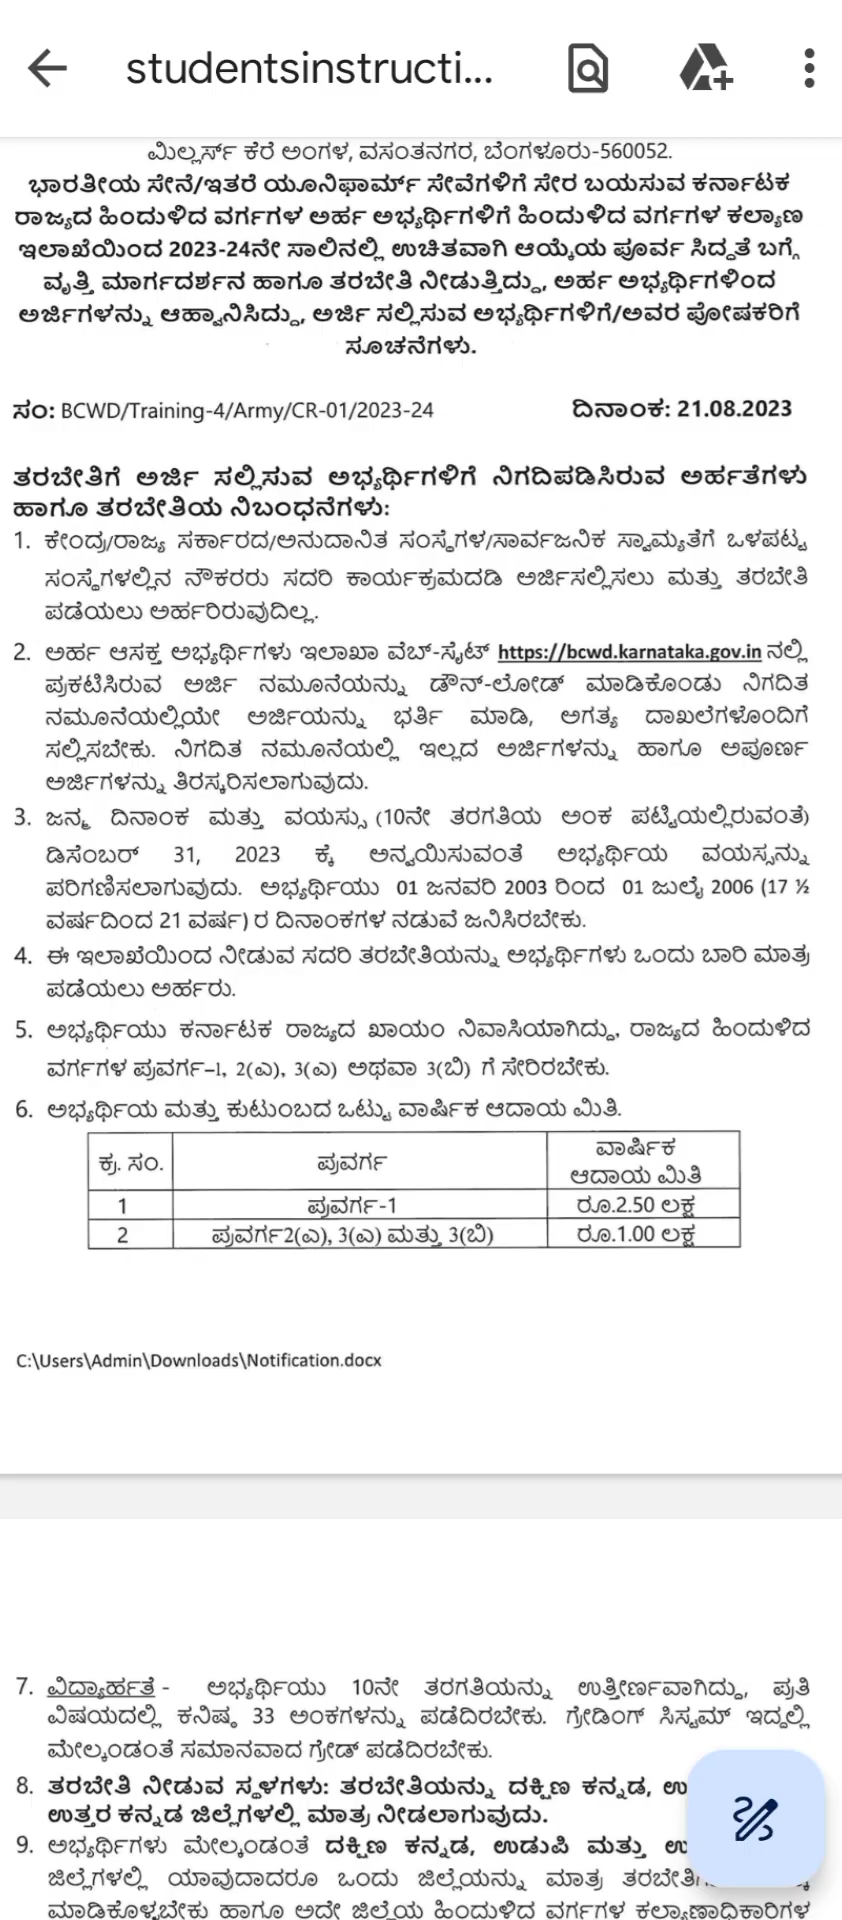 studentsinstructi...
ಮಿಲ್ಲರ್ಸ್ ಕೆರೆ ಅಂಗಳ, ವಸಂತನಗರ, ಬೆಂಗಳೂರು-560052.
ಭಾರತೀಯ ಸೇನೆ/ಇತರೆ ಯೂನಿಫಾರ್ಮ್ ಸೇವೆಗಳಿಗೆ ಸೇರ ಬಯಸುವ ಕರ್ನಾಟಕ
ರಾಜ್ಯದ ಹಿಂದುಳಿದ ವರ್ಗಗಳ ಅರ್ಹ ಅಭ್ಯರ್ಥಿಗಳಿಗೆ ಹಿಂದುಳಿದ ವರ್ಗಗಳ ಕಲ್ಯಾಣ
ಇಲಾಖೆಯಿಂದ 2023-24ನೇ ಸಾಲಿನಲ್ಲಿ ಉಚಿತವಾಗಿ ಆಯ್ಕೆಯ ಪೂರ್ವ ಸಿದ್ಧತೆ ಬಗ್ಗೆ
ವೃತ್ತಿ ಮಾರ್ಗದರ್ಶನ ಹಾಗೂ ತರಬೇತಿ ನೀಡುತ್ತಿದ್ದು, ಅರ್ಹ ಅಭ್ಯರ್ಥಿಗಳಿಂದ
ಅರ್ಜಿಗಳನ್ನು ಆಹ್ವಾನಿಸಿದ್ದು, ಅರ್ಜಿ ಸಲ್ಲಿಸುವ ಅಭ್ಯರ್ಥಿಗಳಿಗೆ/ಅವರ ಪೋಷಕರಿಗೆ
ಸೂಚನೆಗಳು.
ಸಂ: BCWD/Training-4/Army/CR-01/2023-24 ದಿನಾಂಕ: 21.08.2023
ತರಬೇತಿಗೆ ಅರ್ಜಿ ಸಲ್ಲಿಸುವ ಅಭ್ಯರ್ಥಿಗಳಿಗೆ ನಿಗದಿಪಡಿಸಿರುವ ಅರ್ಹತೆಗಳು
ಹಾಗೂ ತರಬೇತಿಯ ನಿಬಂಧನೆಗಳು:
1. ಕೇಂದ್ರ/ರಾಜ್ಯ ಸರ್ಕಾರದ/ಅನುದಾನಿತ ಸಂಸ್ಥೆಗಳ/ಸಾರ್ವಜನಿಕ ಸ್ವಾಮ್ಯತೆಗೆ ಒಳಪಟ್ಟ
ಸಂಸ್ಥೆಗಳಲ್ಲಿನ ನೌಕರರು ಸದರಿ ಕಾರ್ಯಕ್ರಮದಡಿ ಅರ್ಜಿಸಲ್ಲಿಸಲು ಮತ್ತು ತರಬೇತಿ
ಪಡೆಯಲು ಅರ್ಹರಿರುವುದಿಲ್ಲ.
2. ಅರ್ಹ ಆಸಕ್ತ ಅಭ್ಯರ್ಥಿಗಳು ಇಲಾಖಾ ವೆಬ್-ಸೈಟ್ https://bcwd.karnataka.gov.in ನಲ್ಲಿ
ಪ್ರಕಟಿಸಿರುವ ಅರ್ಜಿ ನಮೂನೆಯನ್ನು ಡೌನ್-ಲೋಡ್ ಮಾಡಿಕೊಂಡು ನಿಗದಿತ
ನಮೂನೆಯಲ್ಲಿಯೇ ಅರ್ಜಿಯನ್ನು ಭರ್ತಿ ಮಾಡಿ, ಅಗತ್ಯ ದಾಖಲೆಗಳೊಂದಿಗೆ
ಸಲ್ಲಿಸಬೇಕು. ನಿಗದಿತ ನಮೂನೆಯಲ್ಲಿ ಇಲ್ಲದ ಅರ್ಜಿಗಳನ್ನು ಹಾಗೂ ಅಪೂರ್ಣ
ಅರ್ಜಿಗಳನ್ನು ತಿರಸ್ಕರಿಸಲಾಗುವುದು.
3. ಜನ್ಮ ದಿನಾಂಕ ಮತ್ತು ವಯಸ್ಸು (10ನೇ ತರಗತಿಯ ಅಂಕ ಪಟ್ಟಿಯಲ್ಲಿರುವಂತೆ)
ಡಿಸೆಂಬರ್ 31, 2023 ಕ್ಕೆ ಅನ್ವಯಿಸುವಂತೆ ಅಭ್ಯರ್ಥಿಯ ವಯಸ್ಸನ್ನು
ಪರಿಗಣಿಸಲಾಗುವುದು. ಅಭ್ಯರ್ಥಿಯು 01 ಜನವರಿ 2003 ರಿಂದ 01 ಜುಲೈ 2006 (17 ½
ವರ್ಷದಿಂದ 21 ವರ್ಷ) ರ ದಿನಾಂಕಗಳ ನಡುವೆ ಜನಿಸಿರಬೇಕು.
4. ಈ ಇಲಾಖೆಯಿಂದ ನೀಡುವ ಸದರಿ ತರಬೇತಿಯನ್ನು ಅಭ್ಯರ್ಥಿಗಳು ಒಂದು ಬಾರಿ ಮಾತ್ರ
ಪಡೆಯಲು ಅರ್ಹರು.
5. ಅಭ್ಯರ್ಥಿಯು ಕರ್ನಾಟಕ ರಾಜ್ಯದ ಖಾಯಂ ನಿವಾಸಿಯಾಗಿದ್ದು, ರಾಜ್ಯದ ಹಿಂದುಳಿದ
ವರ್ಗಗಳ ಪ್ರವರ್ಗ-1, 2(ಎ), 3(ಎ) ಅಥವಾ 3(ಬಿ) ಗೆ ಸೇರಿರಬೇಕು.
6. ಅಭ್ಯರ್ಥಿಯ ಮತ್ತು ಕುಟುಂಬದ ಒಟ್ಟು ವಾರ್ಷಿಕ ಆದಾಯ ಮಿತಿ.
ಕ್ರ. ಸಂ. ಪ್ರವರ್ಗ ವಾರ್ಷಿಕ
ಆದಾಯ ಮಿತಿ
1 ಪ್ರವರ್ಗ-1 ರೂ.2.50 ಲಕ್ಷ
2 ಪ್ರವರ್ಗ2(ಎ), 3(ಎ) ಮತ್ತು 3(ಬಿ) ರೂ.1.00 ಲಕ್ಷ
C:\Users\Admin\Downloads\Notification.docx
7. ವಿದ್ಯಾರ್ಹತೆ - ಅಭ್ಯರ್ಥಿಯು 10ನೇ ತರಗತಿಯನ್ನು ಉತ್ತೀರ್ಣವಾಗಿದ್ದು, ಪ್ರತಿ
ವಿಷಯದಲ್ಲಿ ಕನಿಷ್ಠ 33 ಅಂಕಗಳನ್ನು ಪಡೆದಿರಬೇಕು. ಗ್ರೇಡಿಂಗ್ ಸಿಸ್ಟಮ್ ಇದ್ದಲ್ಲಿ
ಮೇಲ್ಕಂಡಂತೆ ಸಮಾನವಾದ ಗ್ರೇಡ್ ಪಡೆದಿರಬೇಕು.
8. ತರಬೇತಿ ನೀಡುವ ಸ್ಥಳಗಳು: ತರಬೇತಿಯನ್ನು ದಕ್ಷಿಣ ಕನ್ನಡ, ಉ
ಉತ್ತರ ಕನ್ನಡ ಜಿಲ್ಲೆಗಳಲ್ಲಿ ಮಾತ್ರ ನೀಡಲಾಗುವುದು.
9. ಅಭ್ಯರ್ಥಿಗಳು ಮೇಲ್ಕಂಡಂತೆ ದಕ್ಷಿಣ ಕನ್ನಡ, ಉಡುಪಿ ಮತ್ತು ಉ
ಜಿಲ್ಲೆಗಳಲ್ಲಿ ಯಾವುದಾದರೂ ಒಂದು ಜಿಲ್ಲೆಯನ್ನು ಮಾತ್ರ ತರಬೇತಿಗ
ಮಾಡಿಕೊಳ್ಳಬೇಕು ಹಾಗೂ ಅದೇ ಜಿಲ್ಲೆಯ ಹಿಂದುಳಿದ ವರ್ಗಗಳ ಕಲ್ಯಾಣಾಧಿಕಾರಿಗಳ